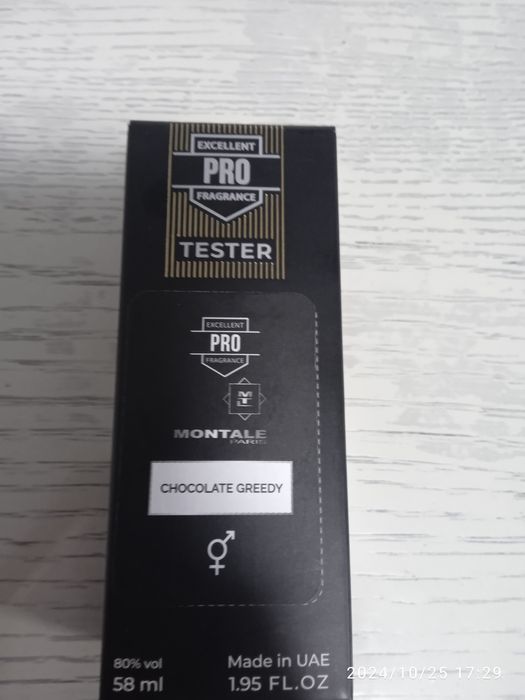 EXCELLENT
PRO
FRAGRANCE
TESTER
EXCELLENT
PRO
FRAGRANCE
MONTALE
PARIS
CHOCOLATE GREEDY
80% vol
58 ml
Made in UAE
1.95 FL.OZ
2024/10/25 17:29